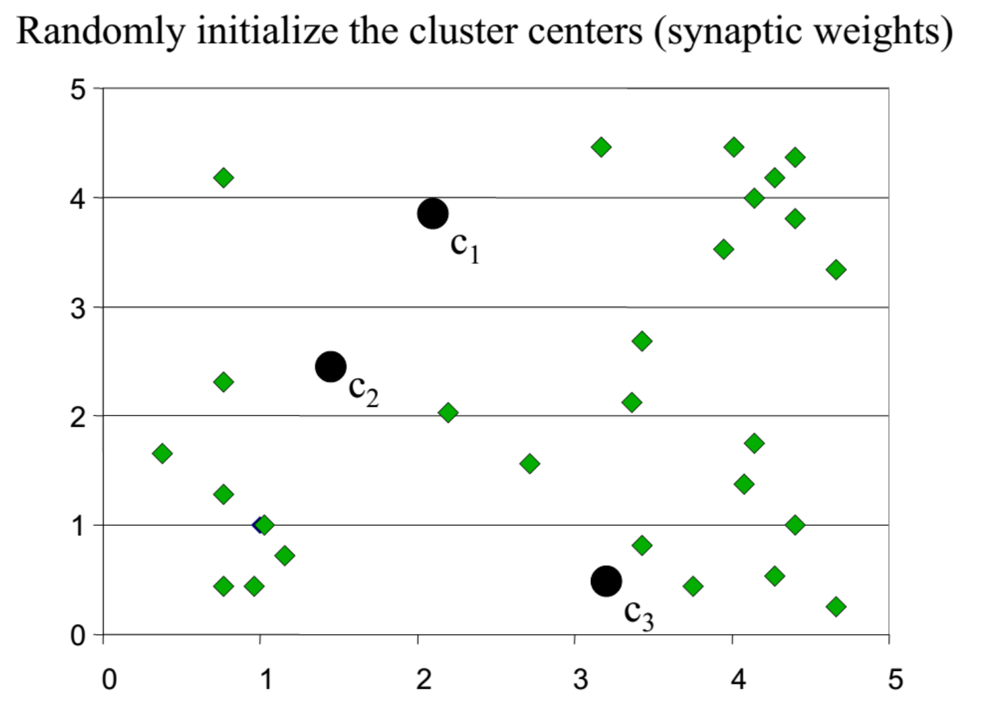 Randomly initialize the cluster centers (synaptic weights)
5
4
c₁
3
c₂
2
1
c₃
0
0 1 2 3 4 5